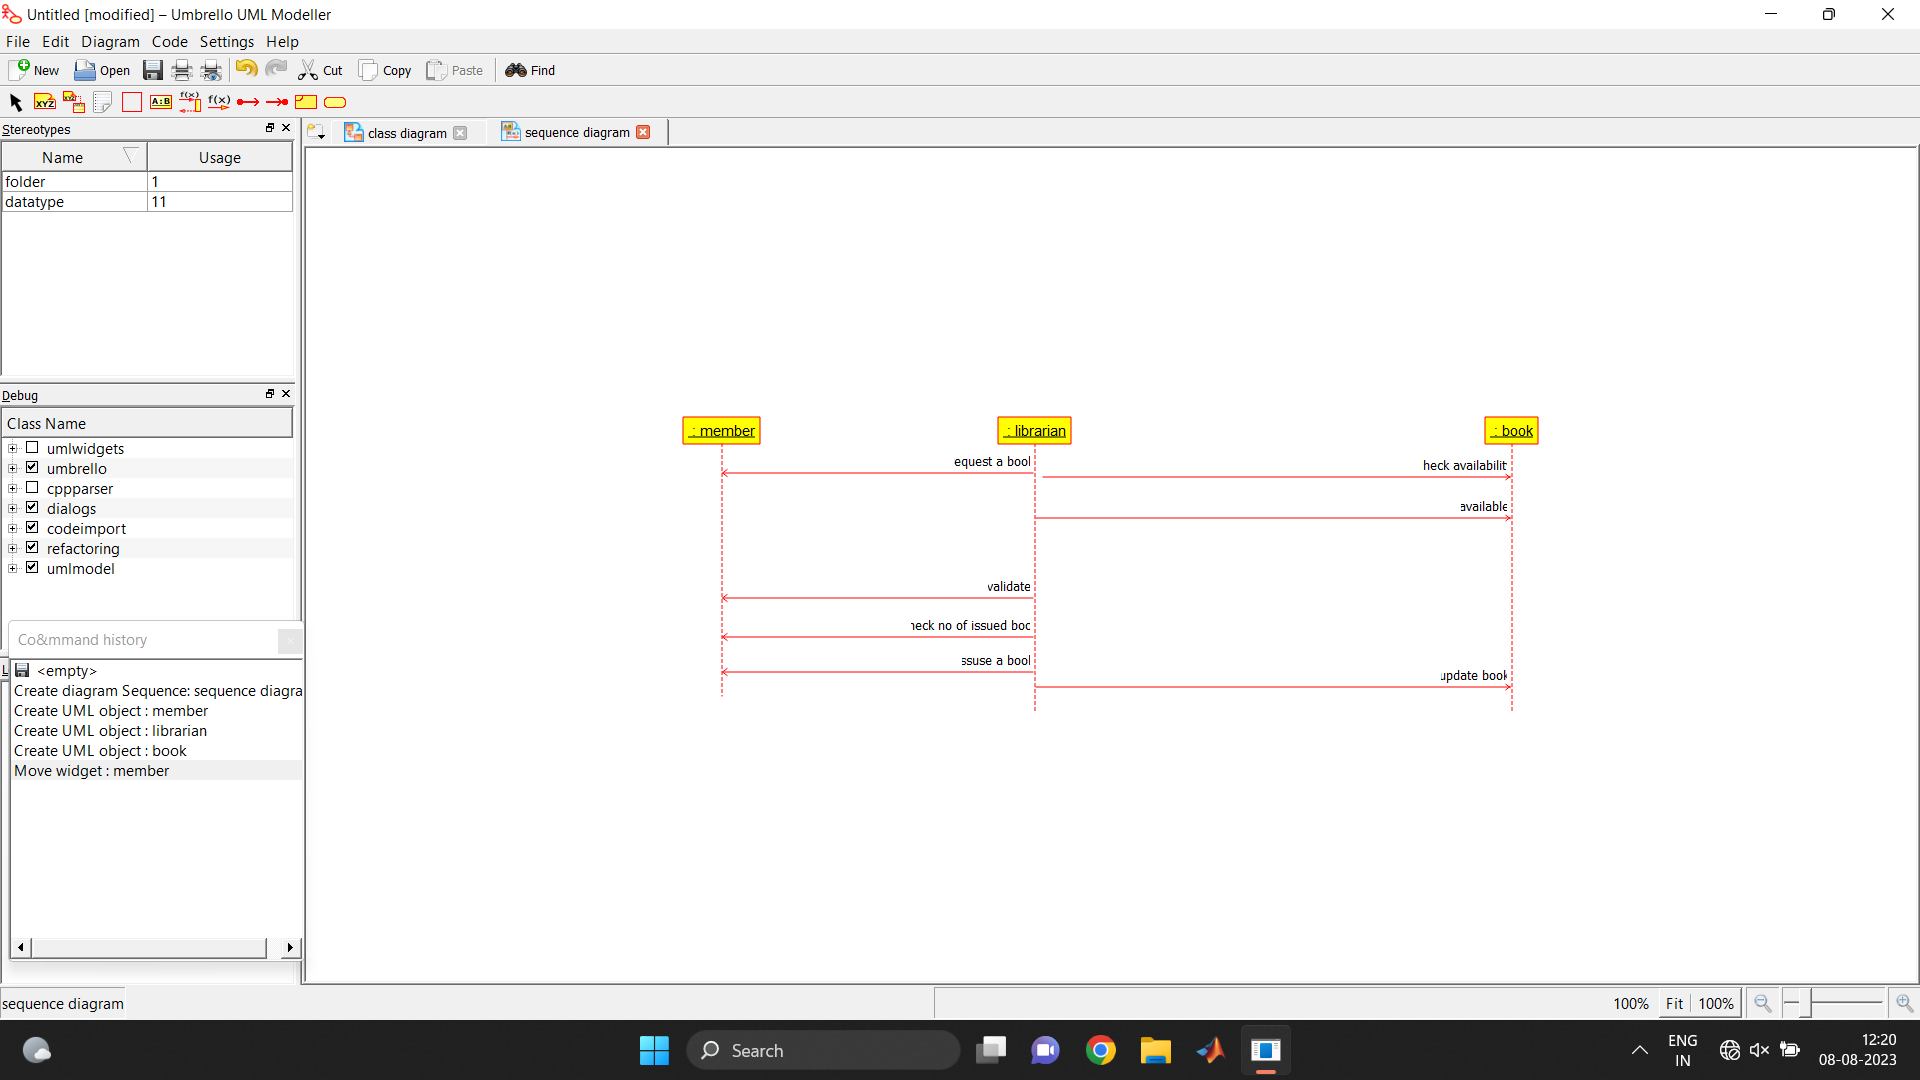 Untitled [modified] – Umbrello UML Modeller
File Edit Diagram Code Settings Help
New Open Cut Copy Paste Find
XYZ A:B f(x) f(x)
Stereotypes
class diagram
sequence diagram
Name Usage
folder 1
datatype 11
Debug
Class Name
umlwidgets
umbrello
cppparser
dialogs
codeimport
refactoring
umlmodel
Co&mmand history
<empty>
Create diagram Sequence: sequence diagra
Create UML object : member
Create UML object : librarian
Create UML object : book
Move widget : member
: member : librarian : book
equest a bool
heck availabilit
available
validate
heck no of issued boo
ssuse a bool
update book
sequence diagram
100% Fit 100%
Search
ENG
IN
12:20
08-08-2023